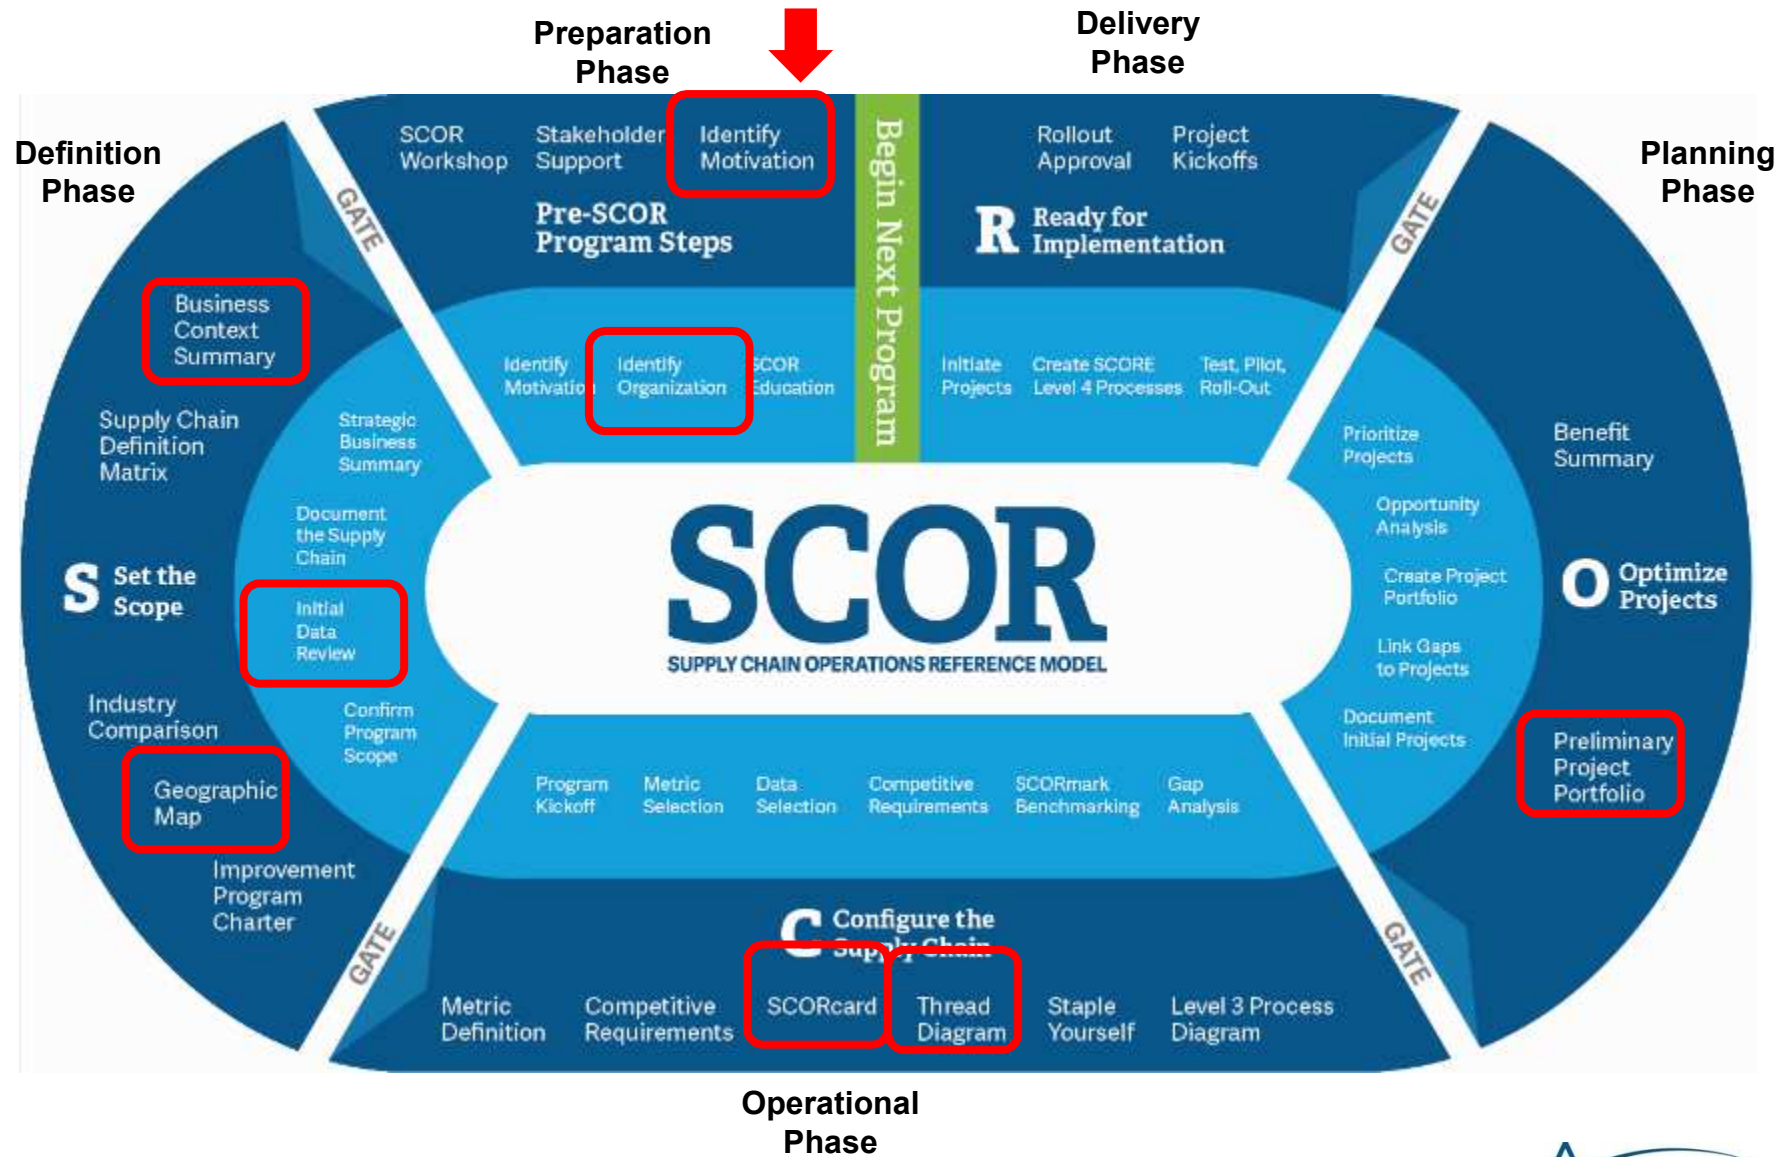 Preparation
Phase
Delivery
Phase
Definition
Phase
Planning
Phase
SCOR
Workshop
Stakeholder
Support
Identify
Motivation
Pre-SCOR
Program Steps
Begin Next Program
Rollout
Approval
Project
Kickoffs
R Ready for
Implementation
GATE
GATE
Identify
Motivation
Identify
Organization
SCOR
Education
Initiate
Projects
Create SCORE
Level 4 Processes
Test, Pilot,
Roll-Out
Business
Context
Summary
Supply Chain
Definition
Matrix
S Set the
Scope
Industry
Comparison
Geographic
Map
Improvement
Program
Charter
Strategic
Business
Summary
Document
the Supply
Chain
Initial
Data
Review
Confirm
Program
Scope
SCOR
SUPPLY CHAIN OPERATIONS REFERENCE MODEL
Prioritize
Projects
Opportunity
Analysis
Create Project
Portfolio
Link Gaps
to Projects
Document
Initial Projects
Benefit
Summary
O Optimize
Projects
Preliminary
Project
Portfolio
Program
Kickoff
Metric
Selection
Data
Selection
Competitive
Requirements
SCORmark
Benchmarking
Gap
Analysis
GATE
GATE
C Configure the
Supply Chain
Metric
Definition
Competitive
Requirements
SCORcard
Thread
Diagram
Staple
Yourself
Level 3 Process
Diagram
Operational
Phase